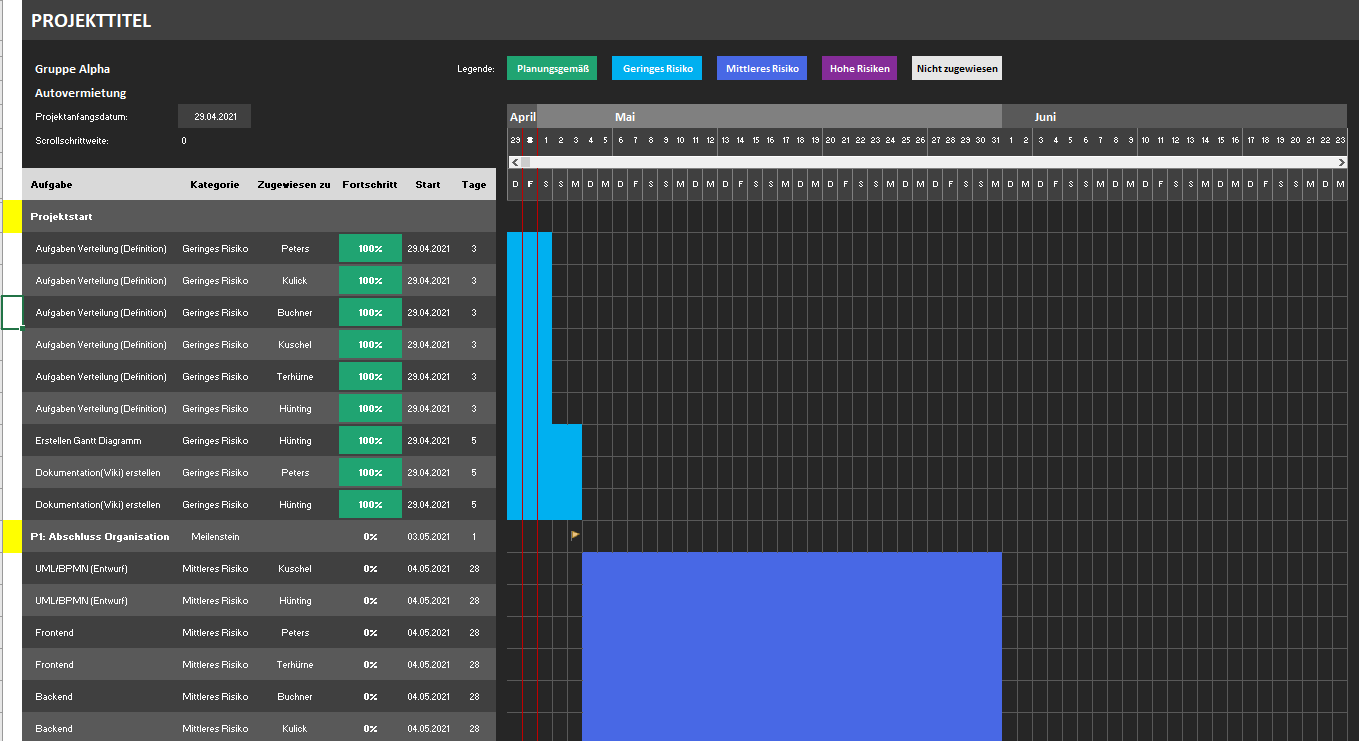 PROJEKTTITEL
Gruppe Alpha
Legende: Planungsgemäß Geringes Risiko Mittleres Risiko Hohe Risiken Nicht zugewiesen
Autovermietung
Projektanfangsdatum: 29.04.2021
April Mai Juni
Scrollschrittweite: 0
29 1 2 3 4 5 6 7 8 9 10 11 12 13 14 15 16 17 18 19 20 21 22 23 24 25 26 27 28 29 30 31 1 2 3 4 5 6 7 8 9 10 11 12 13 14 15 16 17 18 19 20 21 22 23
Aufgabe Kategorie Zugewiesen zu Fortschritt Start Tage
D F S S M D M D F S S M D M D F S S M D M D F S S M D M D F S S M D M D F S S M D M D F S S M D M D F S S M D M
Projektstart
Aufgaben Verteilung (Definition) Geringes Risiko Peters 100% 29.04.2021 3
Aufgaben Verteilung (Definition) Geringes Risiko Kulick 100% 29.04.2021 3
Aufgaben Verteilung (Definition) Geringes Risiko Buchner 100% 29.04.2021 3
Aufgaben Verteilung (Definition) Geringes Risiko Kuschel 100% 29.04.2021 3
Aufgaben Verteilung (Definition) Geringes Risiko Terhürne 100% 29.04.2021 3
Aufgaben Verteilung (Definition) Geringes Risiko Hünting 100% 29.04.2021 3
Erstellen Gantt Diagramm Geringes Risiko Hünting 100% 29.04.2021 5
Dokumentation(Wiki) erstellen Geringes Risiko Peters 100% 29.04.2021 5
Dokumentation(Wiki) erstellen Geringes Risiko Hünting 100% 29.04.2021 5
P1: Abschluss Organisation Meilenstein 0% 03.05.2021 1
UML/BPMN (Entwurf) Mittleres Risiko Kuschel 0% 04.05.2021 28
UML/BPMN (Entwurf) Mittleres Risiko Hünting 0% 04.05.2021 28
Frontend Mittleres Risiko Peters 0% 04.05.2021 28
Frontend Mittleres Risiko Terhürne 0% 04.05.2021 28
Backend Mittleres Risiko Buchner 0% 04.05.2021 28
Backend Mittleres Risiko Kulick 0% 04.05.2021 28